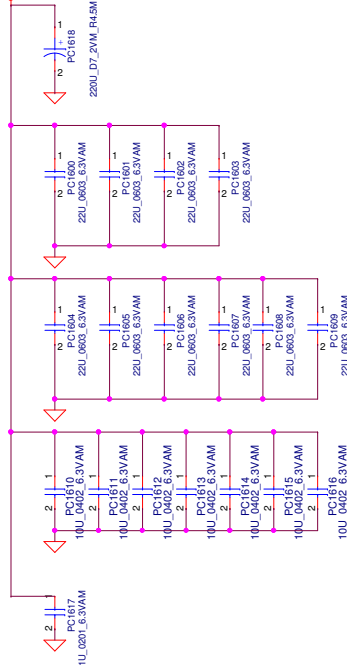 1
+
2
PC1618
220U_D7_2VM_R4.5M
1
2
PC1600
22U_0603_6.3VAM
1
2
PC1601
22U_0603_6.3VAM
1
2
PC1602
22U_0603_6.3VAM
1
2
PC1603
22U_0603_6.3VAM
1
2
PC1604
22U_0603_6.3VAM
1
2
PC1605
22U_0603_6.3VAM
1
2
PC1606
22U_0603_6.3VAM
1
2
PC1607
22U_0603_6.3VAM
1
2
PC1608
22U_0603_6.3VAM
1
2
PC1609
22U_0603_6.3VAM
1
2
PC1610
10U_0402_6.3VAM
1
2
PC1611
10U_0402_6.3VAM
1
2
PC1612
10U_0402_6.3VAM
1
2
PC1613
10U_0402_6.3VAM
1
2
PC1614
10U_0402_6.3VAM
1
2
PC1615
10U_0402_6.3VAM
1
2
PC1616
10U_0402_6.3VAM
1
2
PC1617
1U_0201_6.3VAM